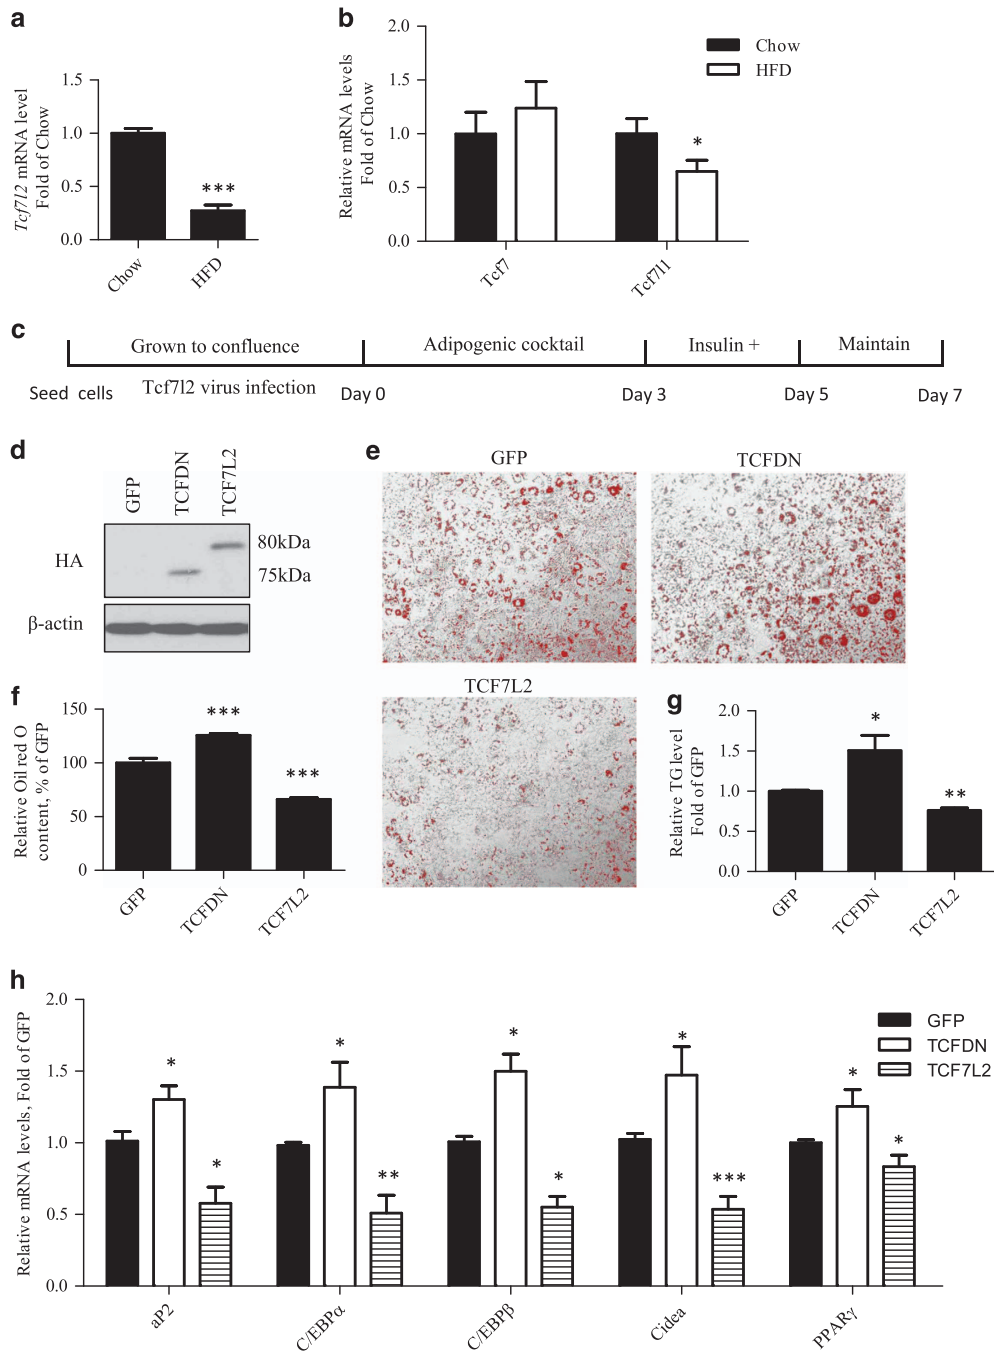 a
Tcf7l2 mRNA level
Fold of Chow
1.5
1.0
0.5
0.0
***
Chow
HFD
b
Relative mRNA levels
Fold of Chow
2.0
1.5
1.0
0.5
0.0
Chow
HFD
*
Tcf7
Tcf7l1
c
Grown to confluence
Adipogenic cocktail
Insulin +
Maintain
Seed cells
Tcf7l2 virus infection
Day 0
Day 3
Day 5
Day 7
d
GFP
TCFDN
TCF7L2
HA
80kDa
75kDa
β-actin
e
GFP
TCFDN
TCF7L2
f
Relative Oil red O
content, % of GFP
150
100
50
0
***
***
GFP
TCFDN
TCF7L2
g
Relative TG level
Fold of GFP
2.0
1.5
1.0
0.5
0.0
*
**
GFP
TCFDN
TCF7L2
h
Relative mRNA levels, Fold of GFP
2.0
1.5
1.0
0.5
0.0
GFP
TCFDN
TCF7L2
*
*
*
**
*
*
*
***
*
*
aP2
C/EBPα
C/EBPβ
Cidea
PPARγ